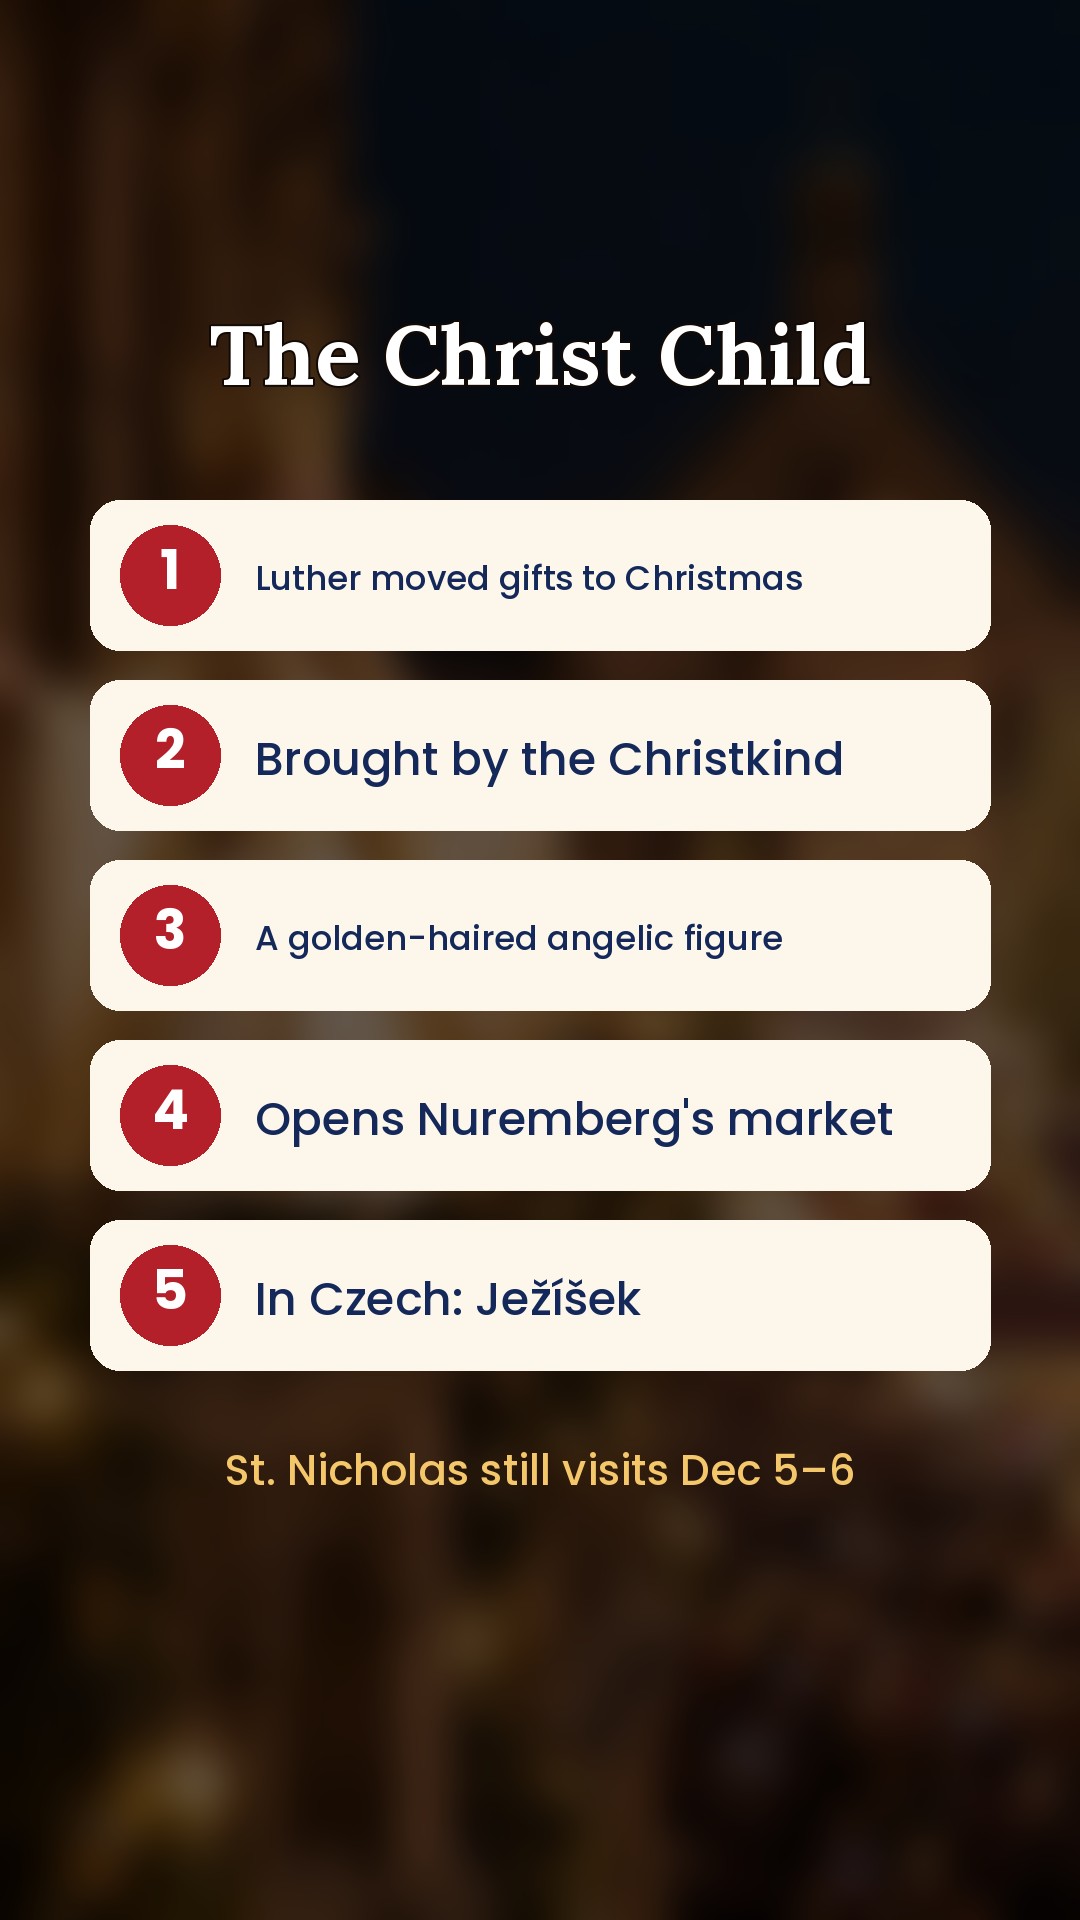 The Christ Child
1
Luther moved gifts to Christmas
2
Brought by the Christkind
3
A golden-haired angelic figure
4
Opens Nuremberg's market
5
In Czech: Ježíšek
St. Nicholas still visits Dec 5–6